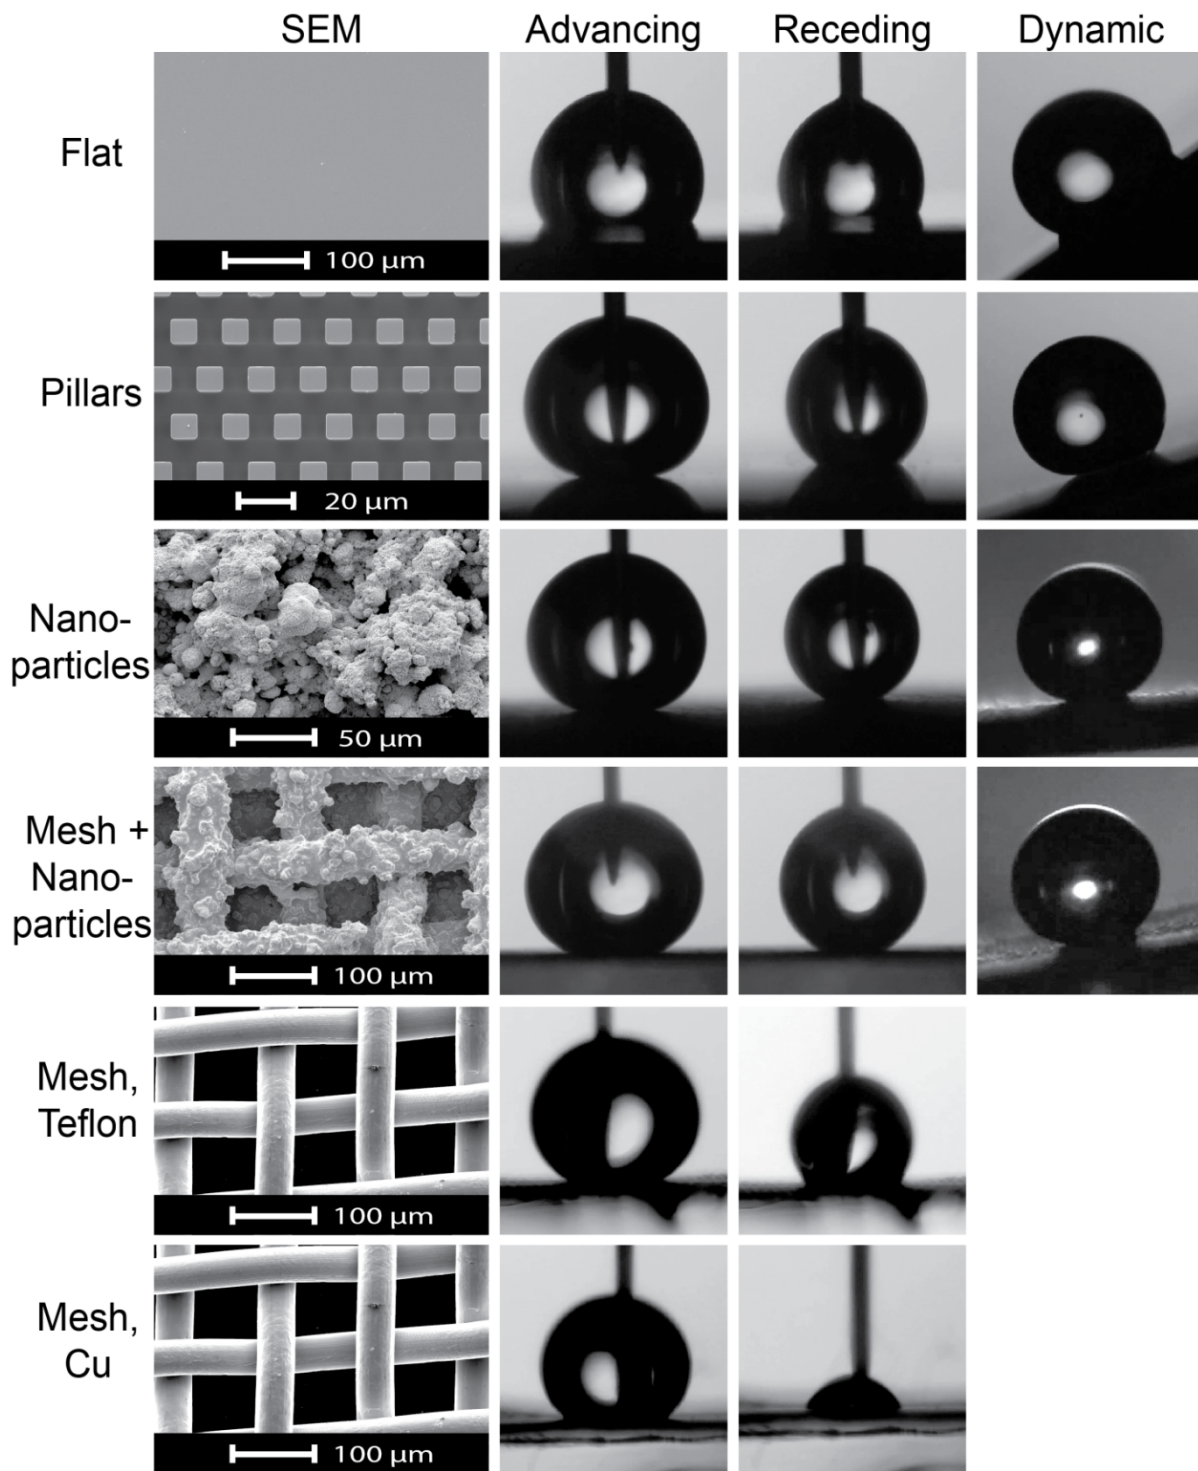 SEM Advancing Receding Dynamic
Flat
100 μm
Pillars
20 μm
Nano-
particles
50 μm
Mesh +
Nano-
particles
100 μm
Mesh,
Teflon
100 μm
Mesh,
Cu
100 μm